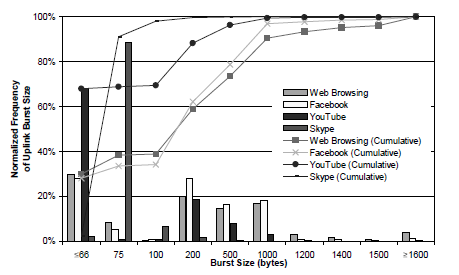 100%
80%
60%
40%
20%
0%
Normalized Frequency
of Uplink Burst Size
Web Browsing
Facebook
YouTube
Skype
Web Browsing (Cumulative)
Facebook (Cumulative)
YouTube (Cumulative)
Skype (Cumulative)
≤66 75 100 200 500 1000 1200 1400 1500 ≥1600
Burst Size (bytes)